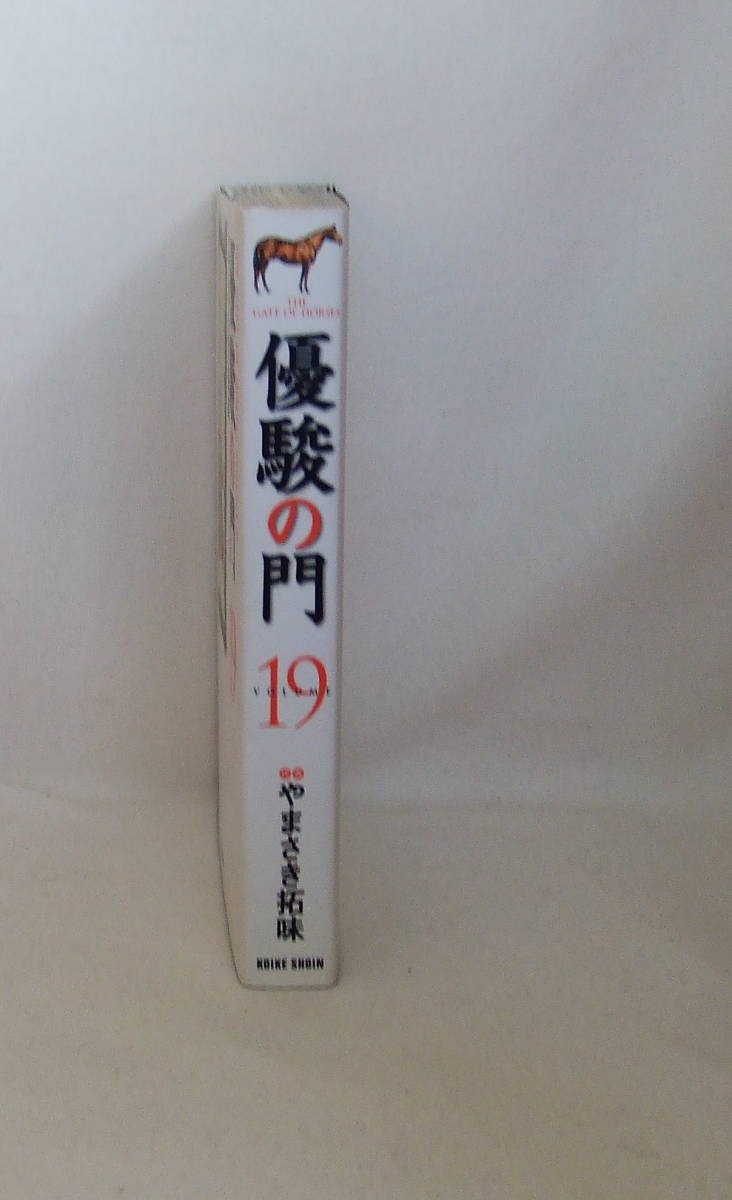 THE
GATE OF HORSES
優駿の門
19
VOLUME
やまさき拓味
KOIKE SHOIN